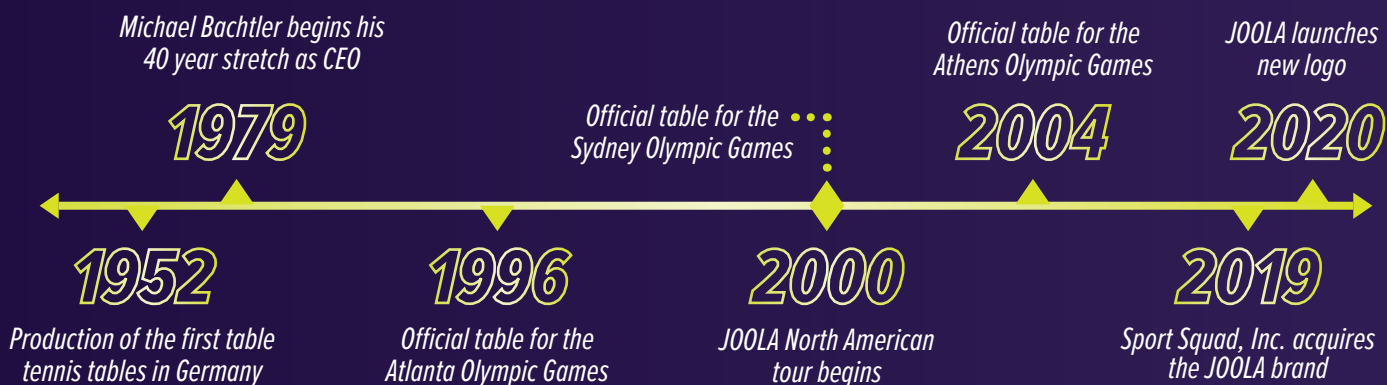 Michael Bachtler begins his
40 year stretch as CEO
1979
Official table for the
Sydney Olympic Games
Official table for the
Athens Olympic Games
2004
JOOLA launches
new logo
2020
1952
Production of the first table
tennis tables in Germany
1996
Official table for the
Atlanta Olympic Games
2000
JOOLA North American
tour begins
2019
Sport Squad, Inc. acquires
the JOOLA brand